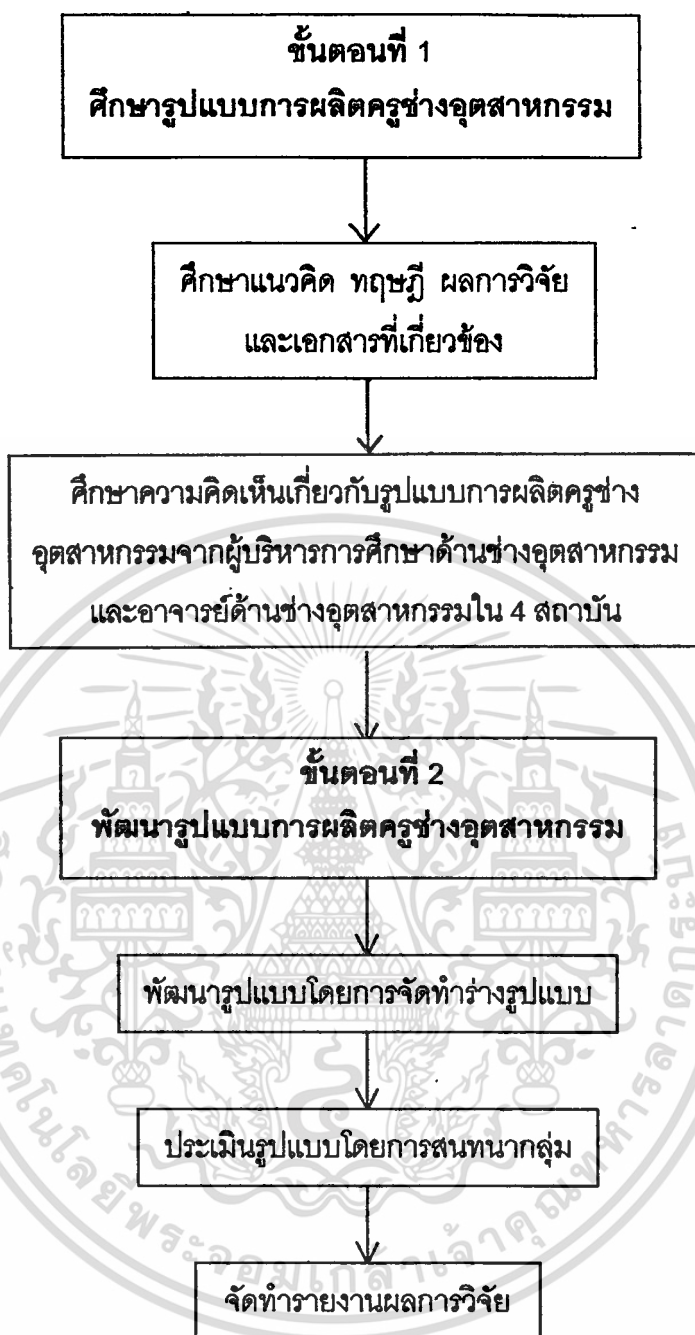 ขั้นตอนที่ 1
ศึกษารูปแบบการผลิตครูช่างอุตสาหกรรม
ศึกษาแนวคิด ทฤษฎี ผลการวิจัย
และเอกสารที่เกี่ยวข้อง
ศึกษาความคิดเห็นเกี่ยวกับรูปแบบการผลิตครูช่าง
อุตสาหกรรมจากผู้บริหารการศึกษาด้านช่างอุตสาหกรรม
และอาจารย์ด้านช่างอุตสาหกรรมใน 4 สถาบัน
ขั้นตอนที่ 2
พัฒนารูปแบบการผลิตครูช่างอุตสาหกรรม
พัฒนารูปแบบโดยการจัดทำร่างรูปแบบ
ประเมินรูปแบบโดยการสนทนากลุ่ม
จัดทำรายงานผลการวิจัย